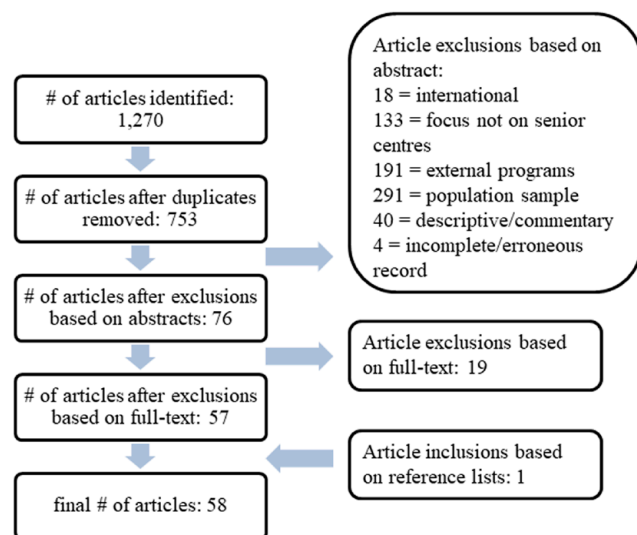 # of articles identified:
1,270
# of articles after duplicates
removed: 753
Article exclusions based on
abstract:
18 = international
133 = focus not on senior
centres
191 = external programs
291 = population sample
40 = descriptive/commentary
4 = incomplete/erroneous
record
# of articles after exclusions
based on abstracts: 76
Article exclusions based
on full-text: 19
# of articles after exclusions
based on full-text: 57
Article inclusions based
on reference lists: 1
final # of articles: 58